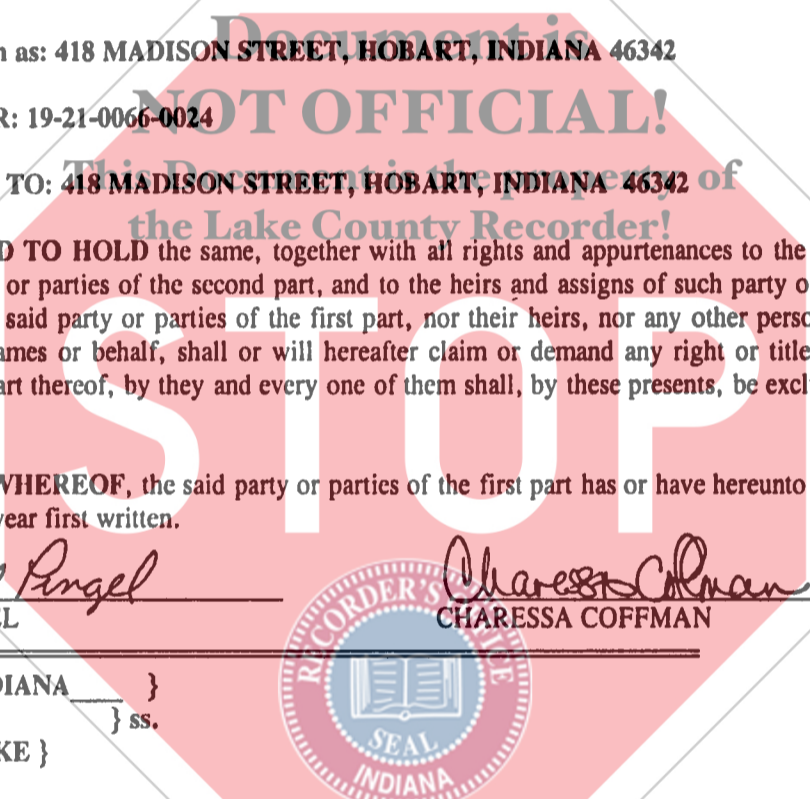 Document is
n as: 418 MADISON STREET, HOBART, INDIANA 46342
NOT OFFICIAL!
R: 19-21-0066-0024
This Document is the property of
TO: 418 MADISON STREET, HOBART, INDIANA 46342
the Lake County Recorder!
D TO HOLD the same, together with all rights and appurtenances to the
or parties of the second part, and to the heirs and assigns of such party o
said party or parties of the first part, nor their heirs, nor any other perso
ames or behalf, shall or will hereafter claim or demand any right or title
art thereof, by they and every one of them shall, by these presents, be excl
STOP
WHEREOF, the said party or parties of the first part has or have hereunto
year first written.
Pingel Charessa Coffman
EL CHARESSA COFFMAN
RECORDER'S OFFICE
DIANA____ }
} ss.
KE }
SEAL
INDIANA